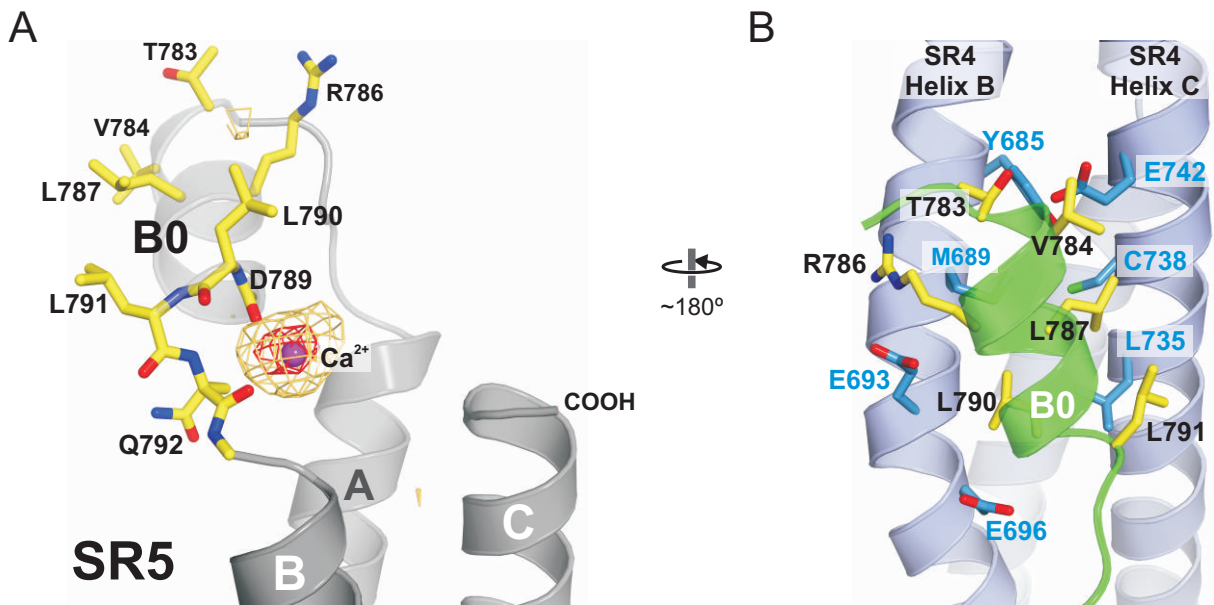 A
T783
R786
V784
L787
L790
B0
D789
L791
Ca²⁺
COOH
Q792
A
C
SR5
B
~180º
B
SR4
Helix B
SR4
Helix C
Y685
E742
T783
V784
R786
M689
C738
L787
L735
E693
L790
B0
L791
E696